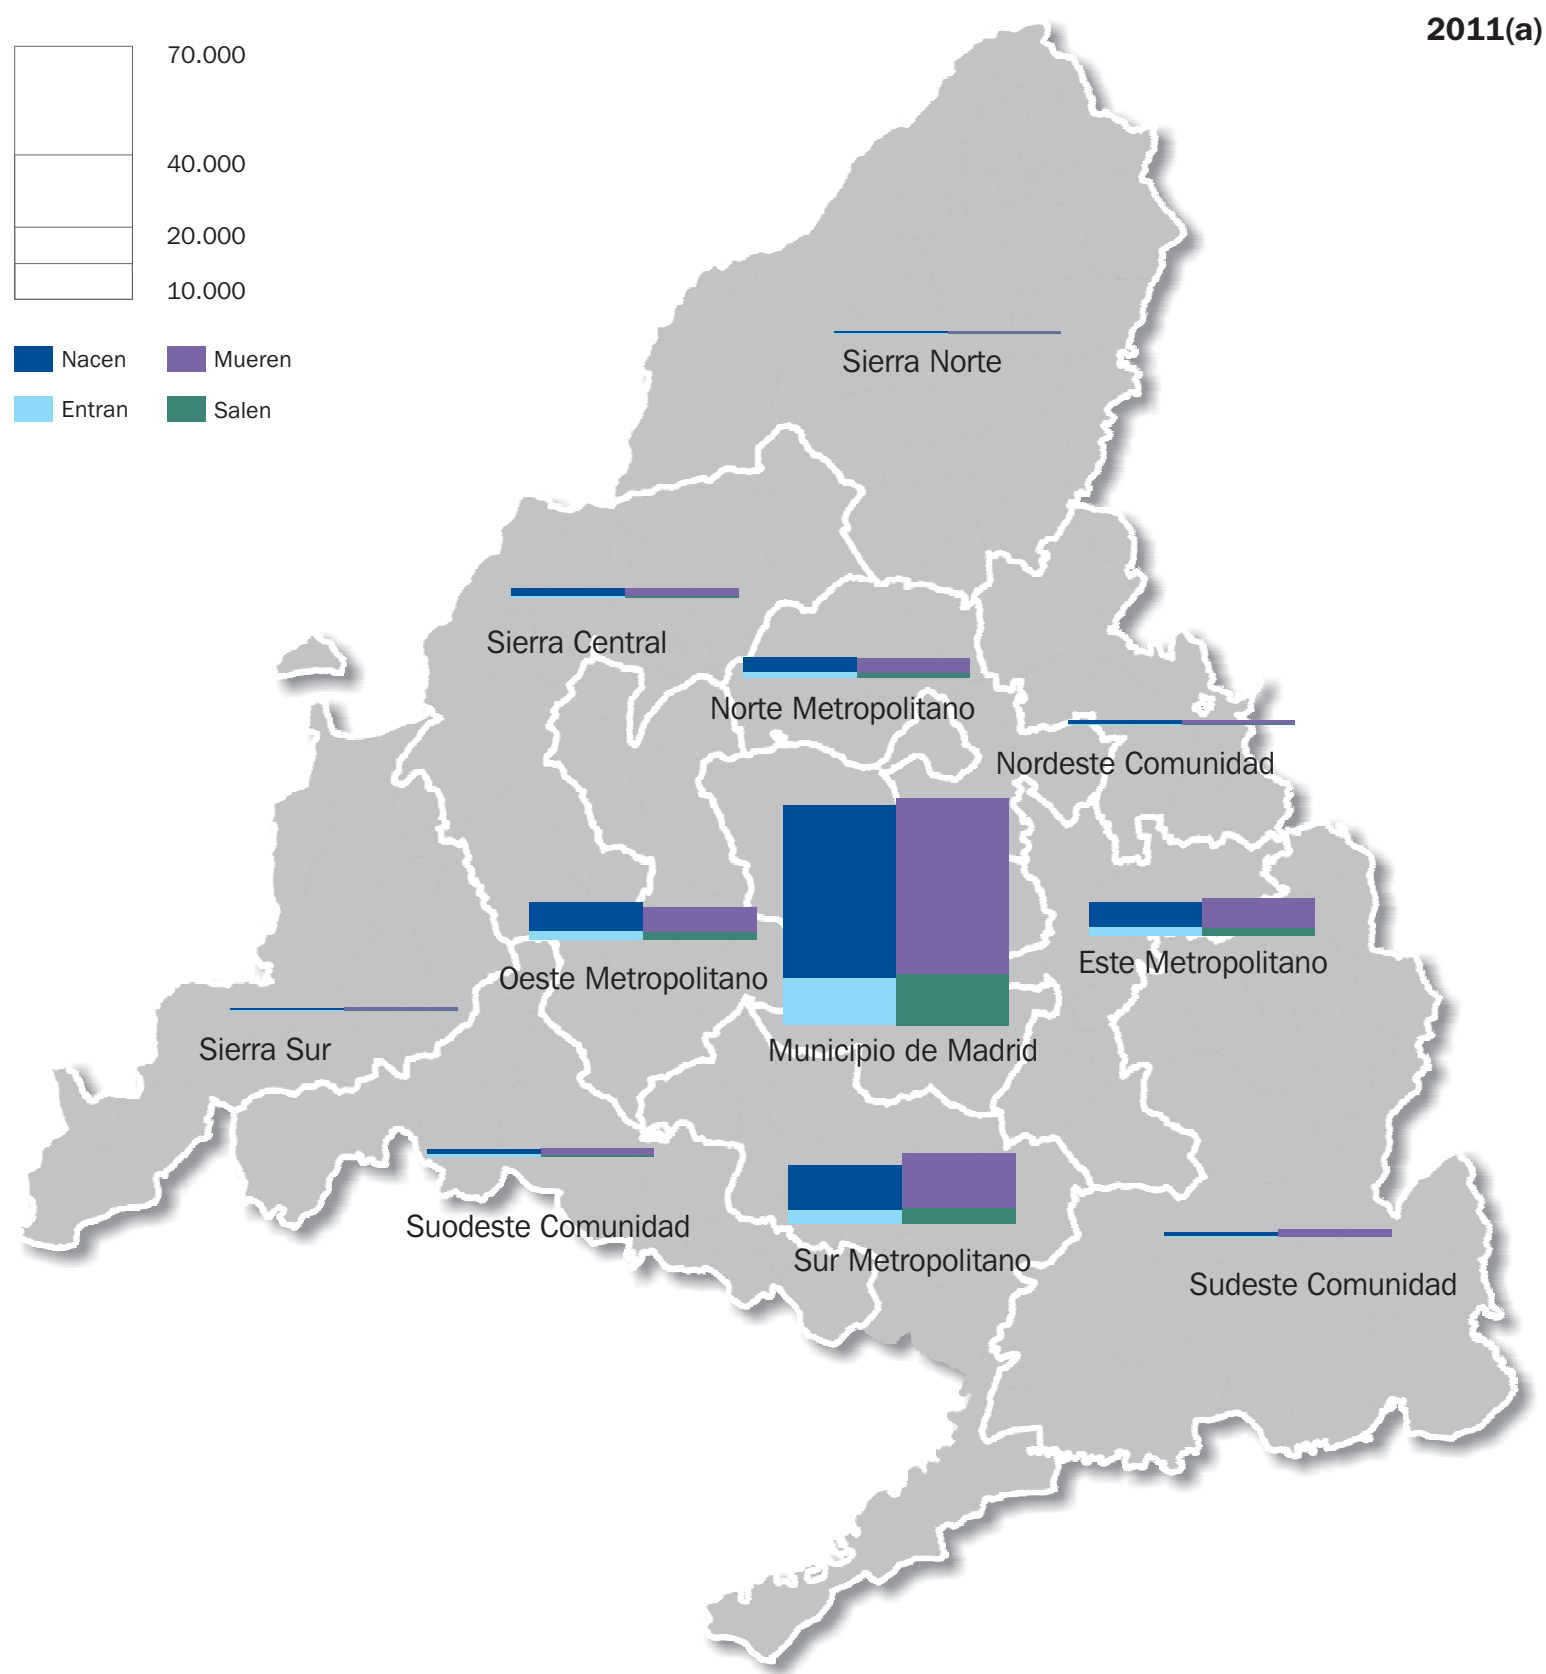 2011(a)
70.000
40.000
20.000
10.000
Nacen
Mueren
Entran
Salen
Sierra Norte
Sierra Central
Norte Metropolitano
Nordeste Comunidad
Oeste Metropolitano
Este Metropolitano
Sierra Sur
Municipio de Madrid
Suodeste Comunidad
Sur Metropolitano
Sudeste Comunidad